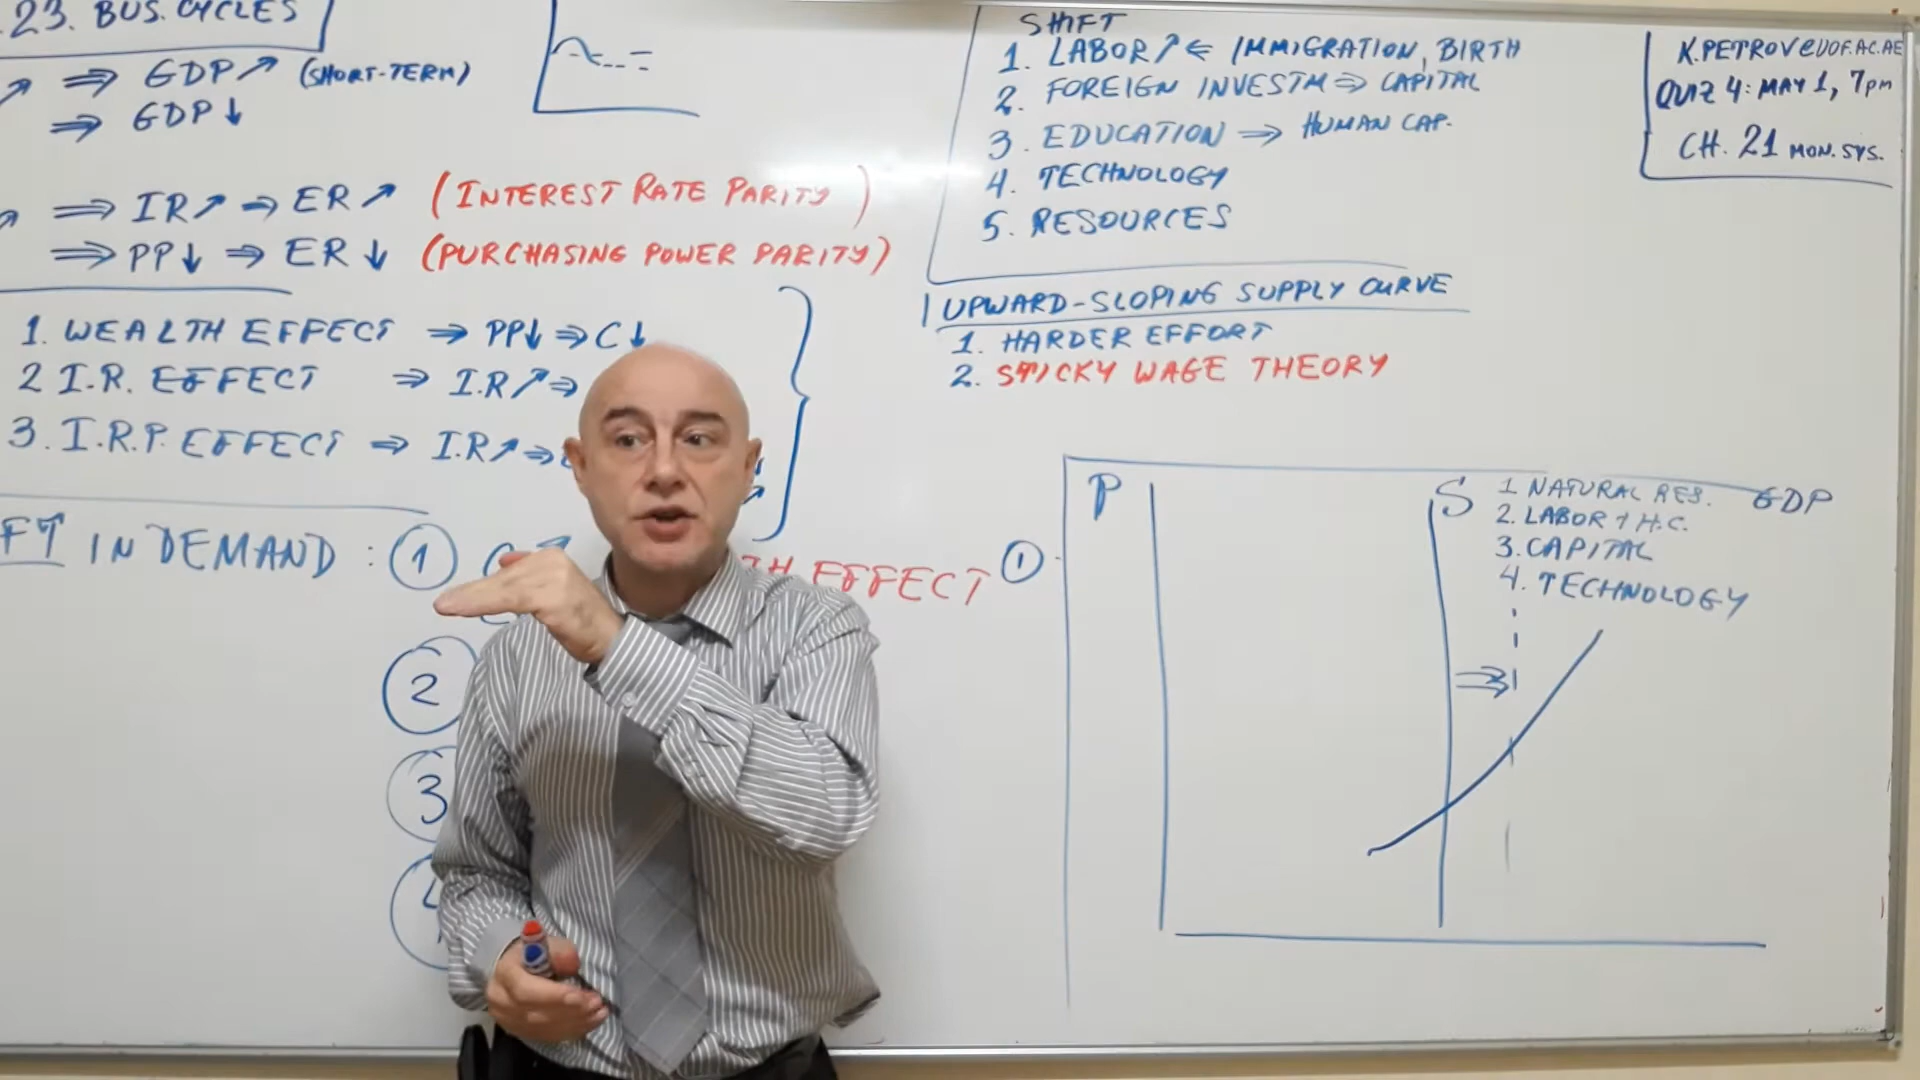 23. BUS. CYCLES
↗ ⇒ GDP↗ (SHORT-TERM)
⇒ GDP↓
⇒ IR↗ → ER↗ (INTEREST RATE PARITY)
⇒ PP↓ ⇒ ER↓ (PURCHASING POWER PARITY)
1. WEALTH EFFECT ⇒ PP↓ ⇒ C↓
2 I.R. EFFECT ⇒ I.R↗ ⇒
3. I.R.P. EFFECT ⇒ I.R↗ ⇒
FT IN DEMAND : 1
TH EFFECT
2
3
4
SHIFT
1. LABOR↗ ⇐ IMMIGRATION, BIRTH
2. FOREIGN INVESTM ⇒ CAPITAL
3. EDUCATION ⇒ HUMAN CAP.
4. TECHNOLOGY
5. RESOURCES
UPWARD-SLOPING SUPPLY CURVE
1. HARDER EFFORT
2. STICKY WAGE THEORY
1
P
S
1 NATURAL RES. GDP
2. LABOR + H.C.
3. CAPITAL
4. TECHNOLOGY
K.PETROV@UOF.AC.AE
QUIZ 4: MAY 1, 7pm
CH. 21 MON. SYS.